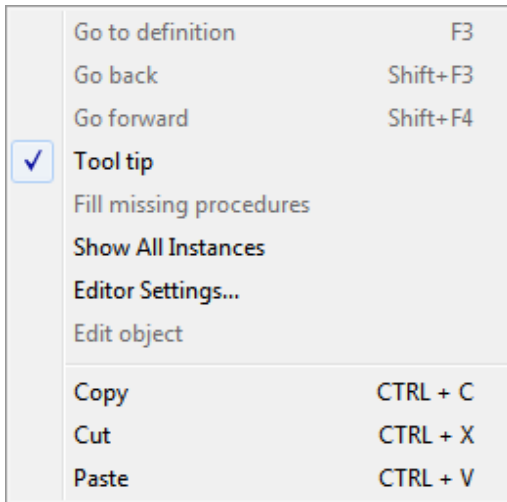 Go to definition F3
Go back Shift+F3
Go forward Shift+F4
Tool tip
Fill missing procedures
Show All Instances
Editor Settings...
Edit object
Copy CTRL + C
Cut CTRL + X
Paste CTRL + V